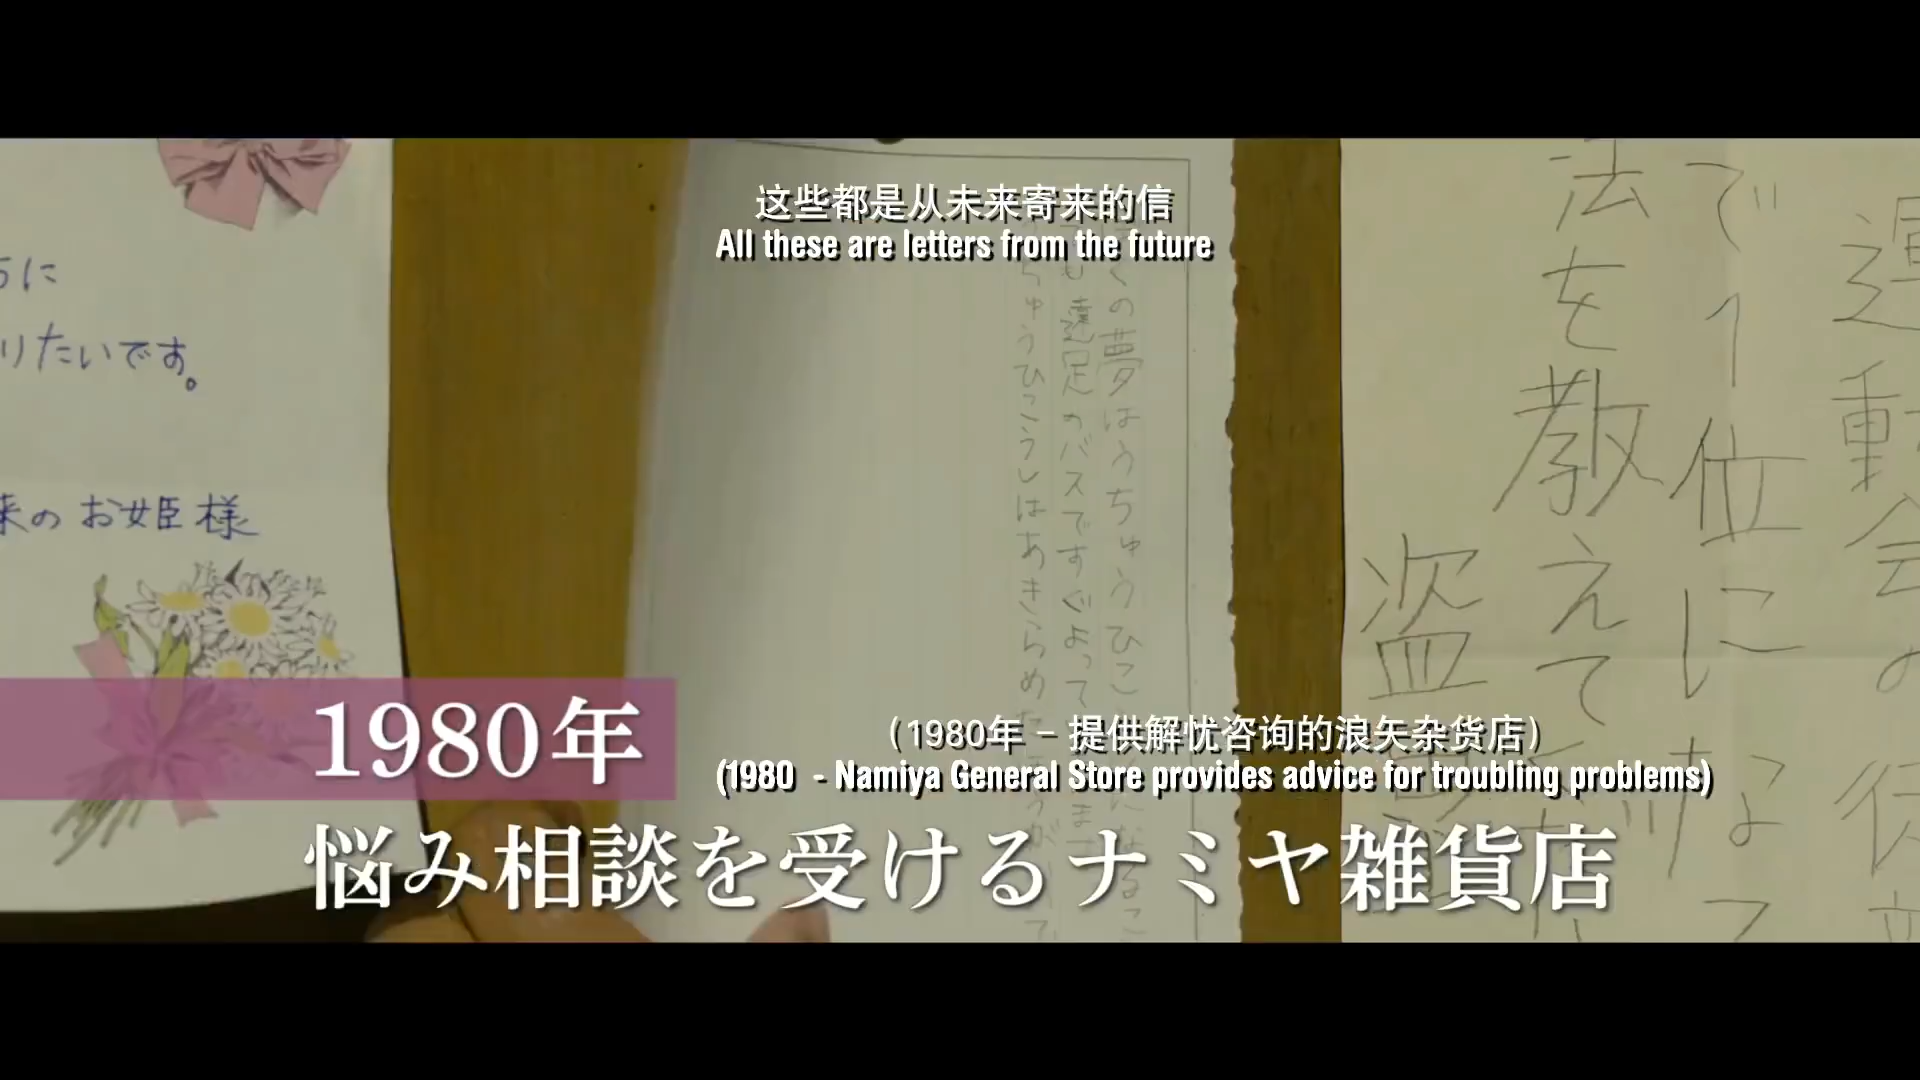 这些都是从未来寄来的信
All these are letters from the future
りたいです。
来のお姫様
くの夢はうちゅうひこ
遠足のバスですぐよって
ちゅうひこうしはあきらめた
運動会の
で1位にな
法を教えて
1980年
(1980年 - 提供解忧咨询的浪矢杂货店)
(1980 - Namiya General Store provides advice for troubling problems)
悩み相談を受けるナミヤ雑貨店